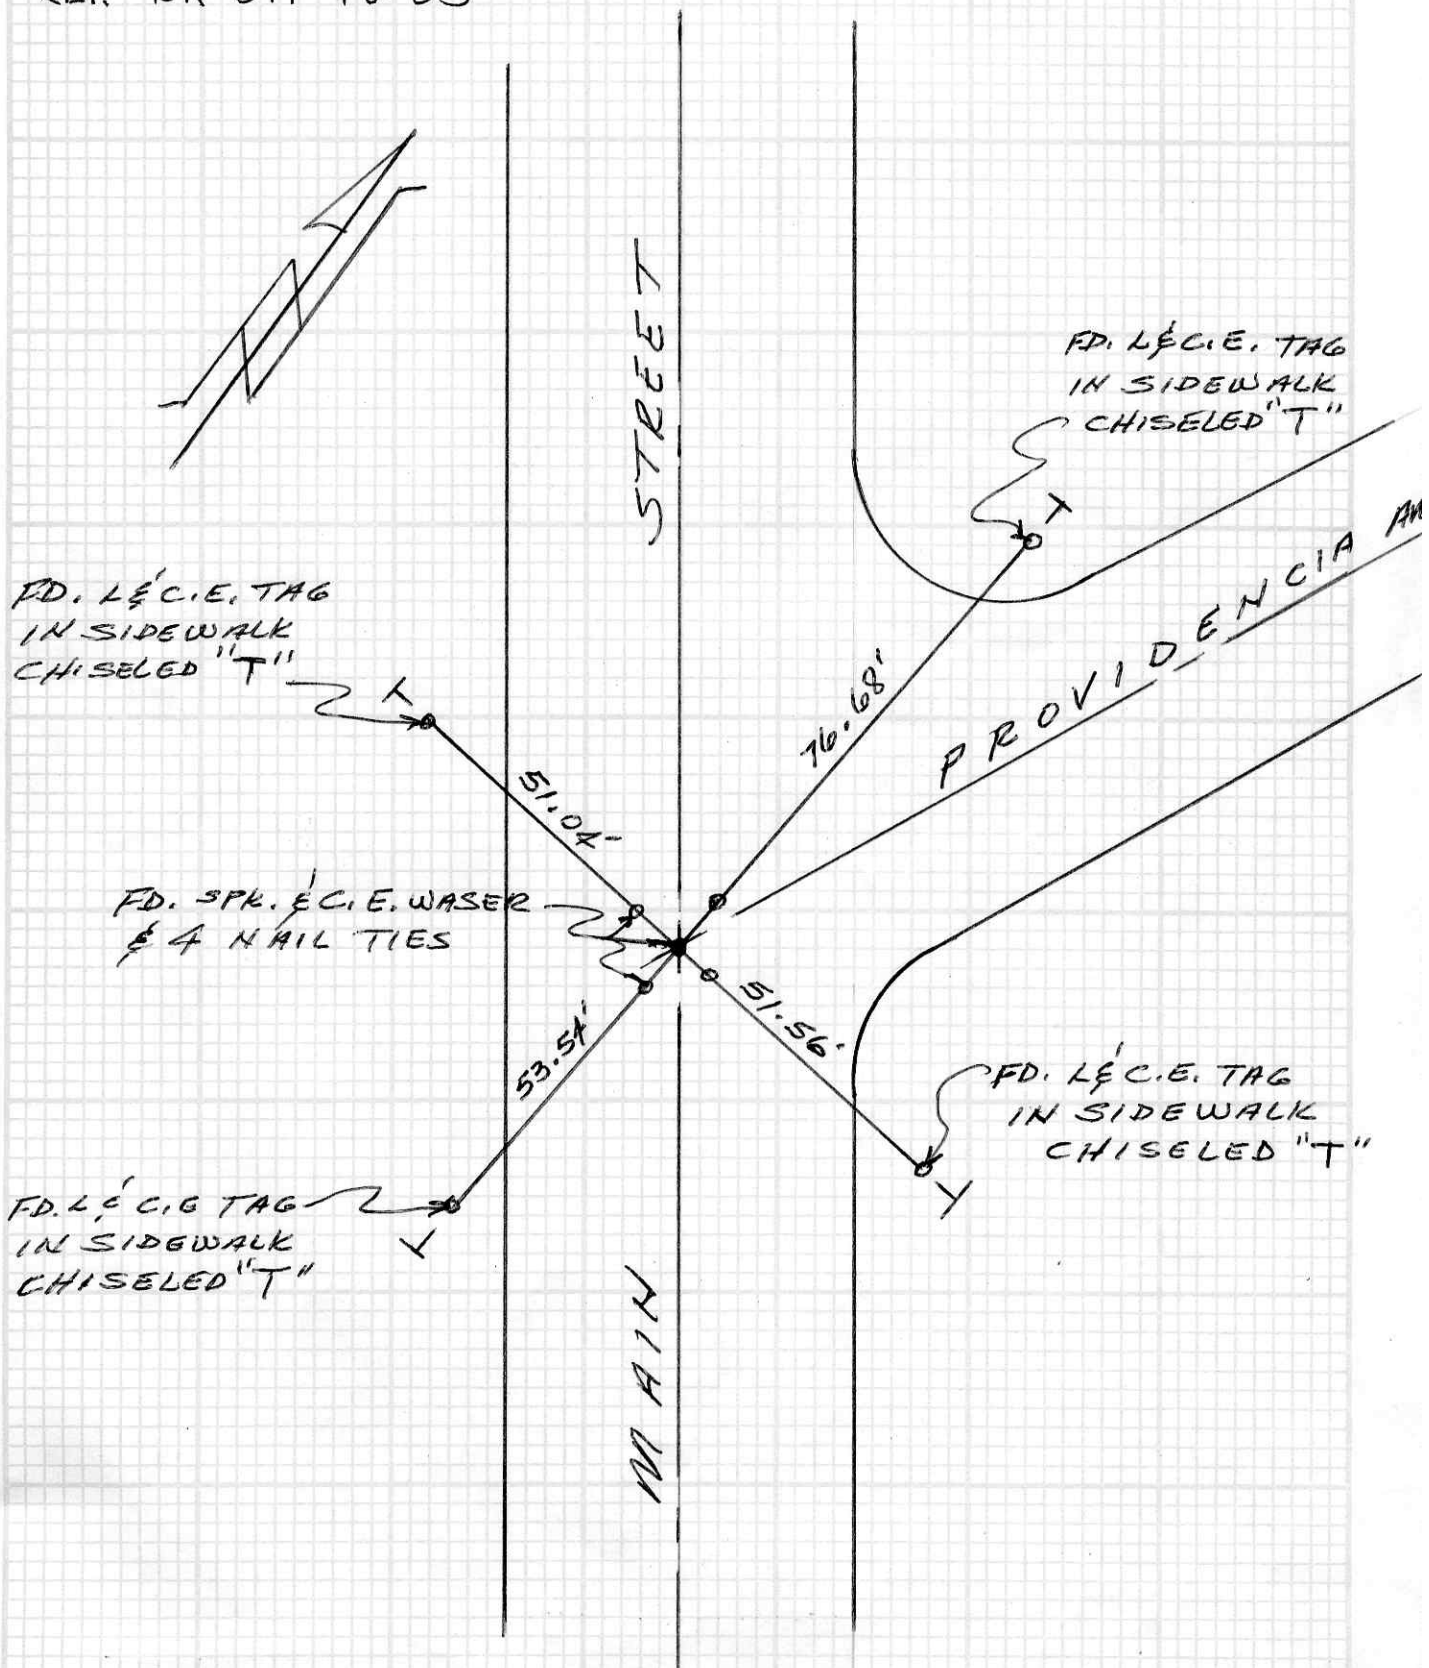 STREET
FD. L & C.E. TAG
IN SIDEWALK
CHISELED "T"
T
FD. L & C.E. TAG
IN SIDEWALK
CHISELED "T"
T
PROVIDENCIA
76.68'
51.04'
FD. SPK. & C.E. WASER
& 4 NAIL TIES
53.54'
51.56'
FD. L & C.E. TAG
IN SIDEWALK
CHISELED "T"
T
FD. L & C.E TAG
IN SIDEWALK
CHISELED "T"
T
MAIN